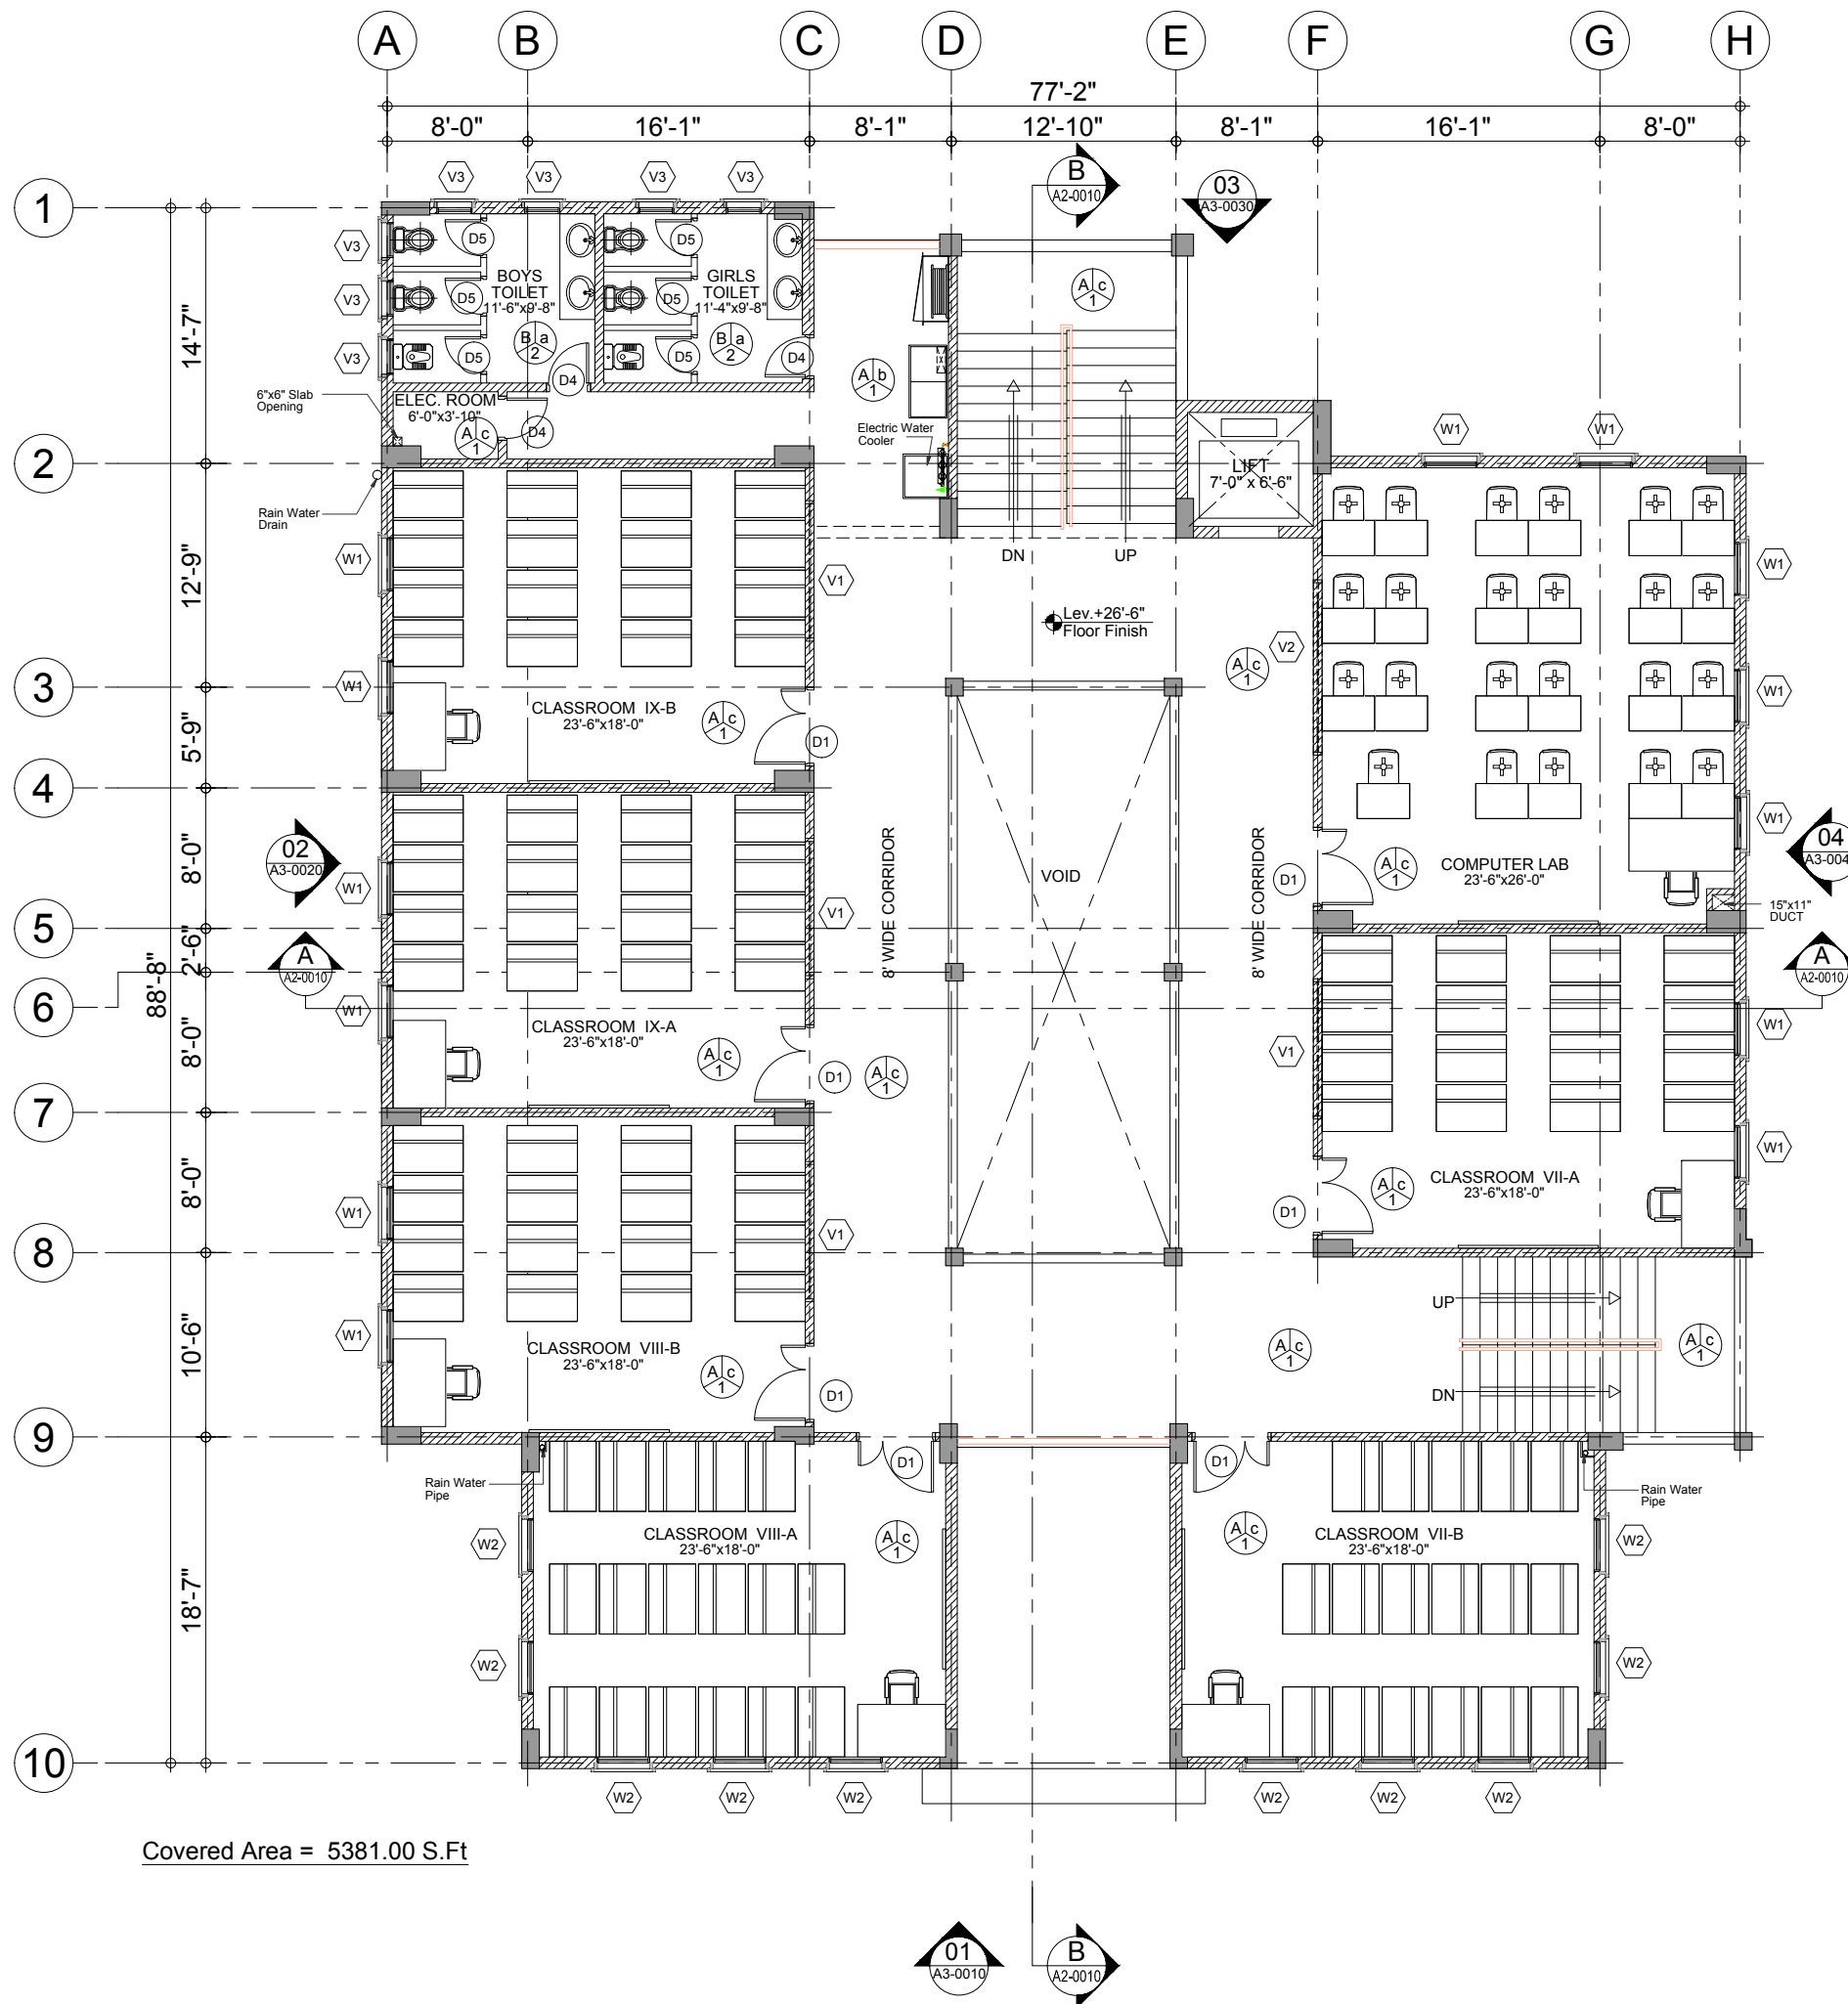 A B C D E F G H
77'-2"
8'-0" 16'-1" 8'-1" 12'-10" 8'-1" 16'-1" 8'-0"
B
A2-0010
03
A3-0030
V3 V3 V3 V3
1
V3 D5 D5
A c
1
BOYS
TOILET
11'-6"x9'-8"
GIRLS
TOILET
11'-4"x9'-8"
V3 D5 D5
B a
2
B a
2
14'-7"
V3 D5 D5 D4
D4
A b
1
6"x6" Slab
Opening
ELEC. ROOM
6'-0"x3'-10"
A c
1
D4
Electric Water
Cooler
W1 W1
2
LIFT
7'-0" x 6'-6"
Rain Water
Drain
DN UP
W1 V1 W1
12'-9"
Lev.+26'-6"
Floor Finish
V2
A c
1
3
W1 W1
CLASSROOM IX-B
23'-6"x18'-0"
A c
1
D1
5'-9"
4
W1
02
A3-0020
8'-0"
8' WIDE CORRIDOR
8' WIDE CORRIDOR
VOID
COMPUTER LAB
23'-6"x26'-0"
A c
1
D1
04
A3-004
W1
V1
15"x11"
DUCT
5
2'-6"
A
A2-0010
A
A2-0010
6
88'-8"
W1
CLASSROOM IX-A
23'-6"x18'-0"
W1
8'-0"
A c
1
D1
A c
1
V1
7
W1
CLASSROOM VII-A
23'-6"x18'-0"
A c
1
D1
8'-0"
W1
V1
8
UP
W1
CLASSROOM VIII-B
23'-6"x18'-0"
A c
1
D1
A c
1
A c
1
10'-6"
DN
9
D1 D1
Rain Water
Pipe
Rain Water
Pipe
CLASSROOM VIII-A
23'-6"x18'-0"
A c
1
A c
1
CLASSROOM VII-B
23'-6"x18'-0"
W2 W2
18'-7"
W2 W2
10
W2 W2 W2 W2 W2 W2
Covered Area = 5381.00 S.Ft
01
A3-0010
B
A2-0010